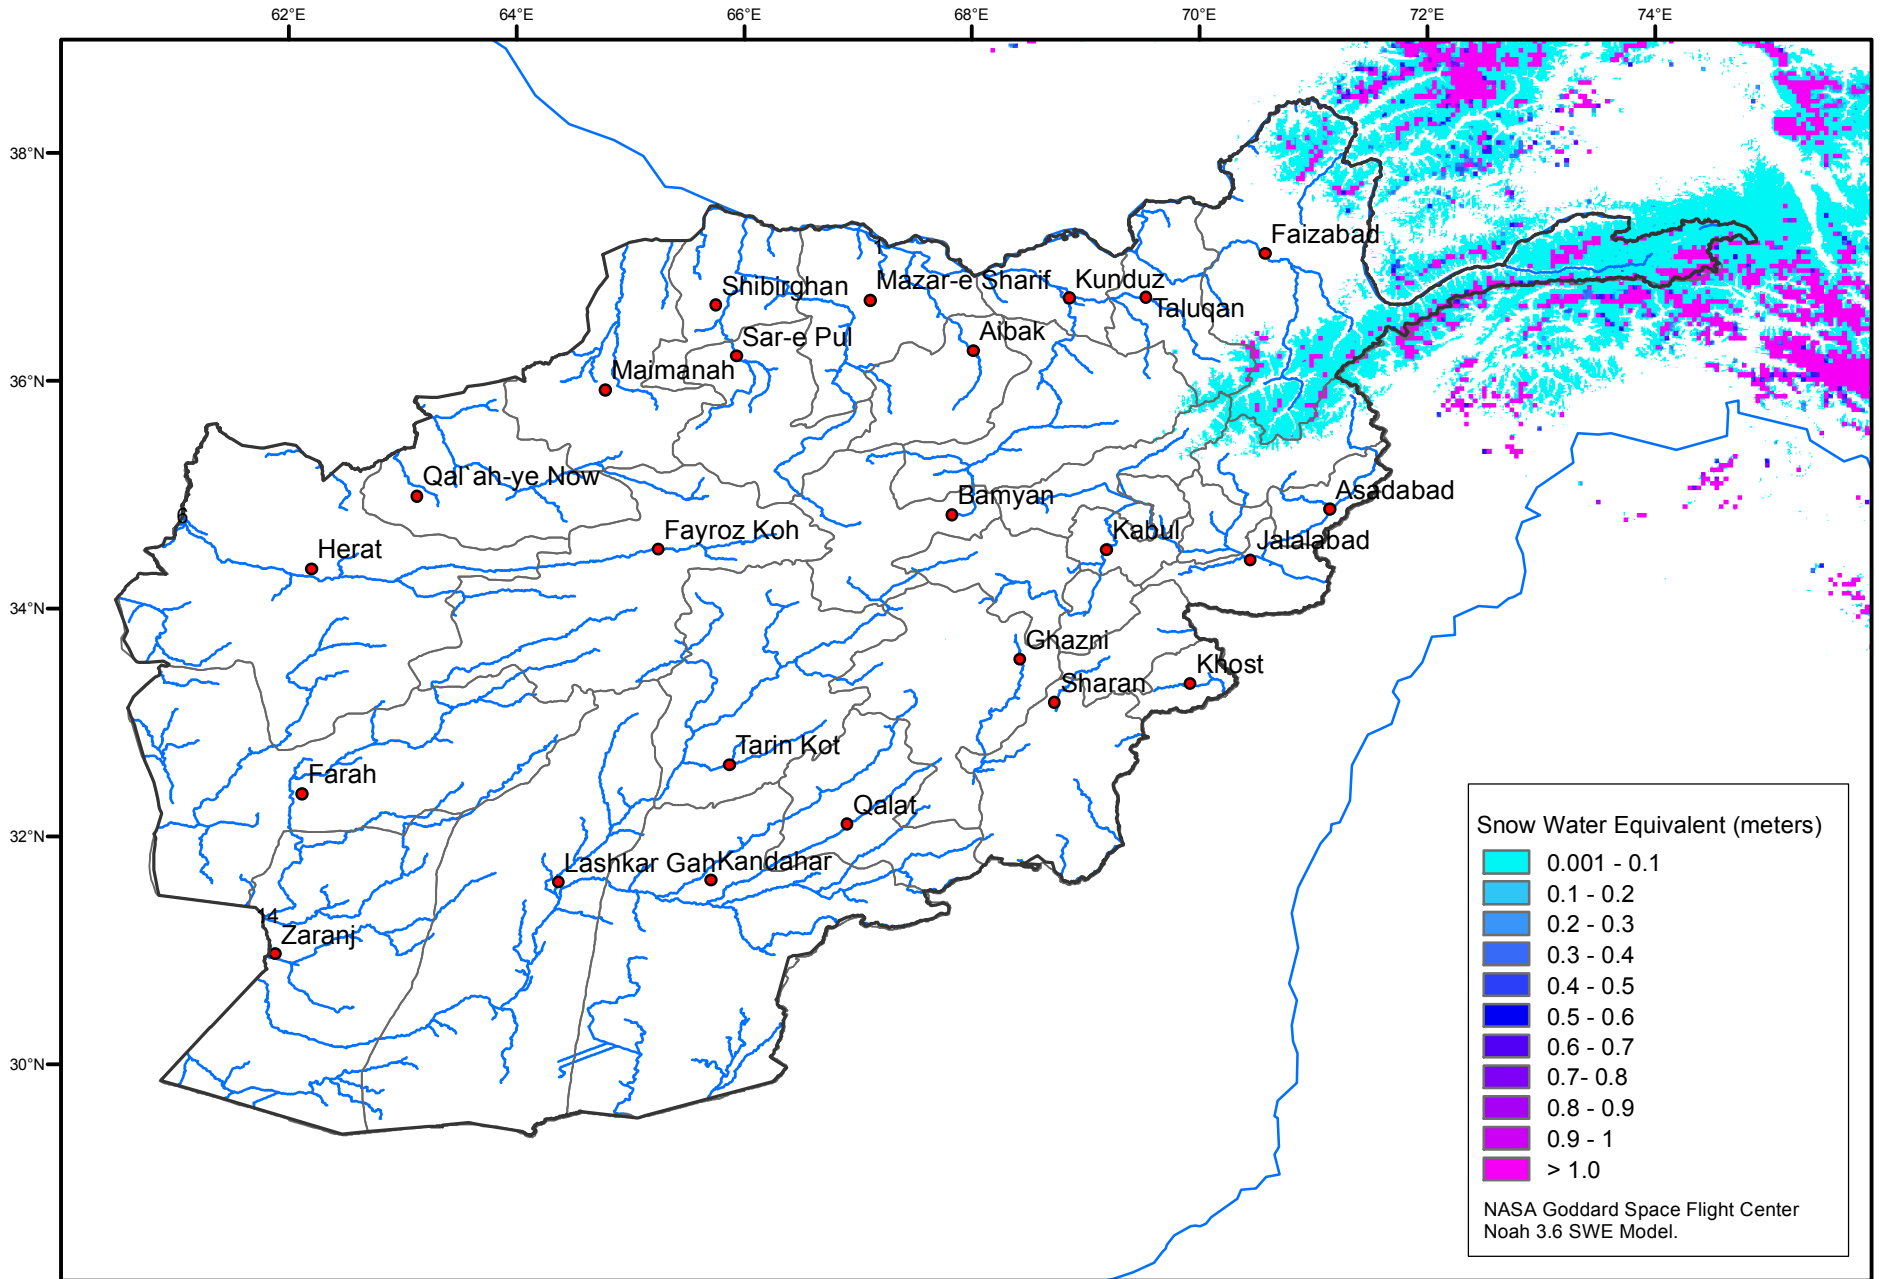 62°E
64°E
66°E
68°E
70°E
72°E
74°E
38°N
36°N
34°N
32°N
30°N
Faizabad
1
Mazar-e Sharif
Kunduz
Shibirghan
Taluqan
Sar-e Pul
Aibak
Maimanah
Qal'ah-ye Now
Bamyan
Asadabad
6
Fayroz Koh
Kabul
Herat
Jalalabad
Ghazni
Khost
Sharan
Tarin Kot
Farah
Qalat
Lashkar Gah
Kandahar
14
Zaranj
Snow Water Equivalent (meters)
0.001 - 0.1
0.1 - 0.2
0.2 - 0.3
0.3 - 0.4
0.4 - 0.5
0.5 - 0.6
0.6 - 0.7
0.7- 0.8
0.8 - 0.9
0.9 - 1
> 1.0
NASA Goddard Space Flight Center
Noah 3.6 SWE Model.